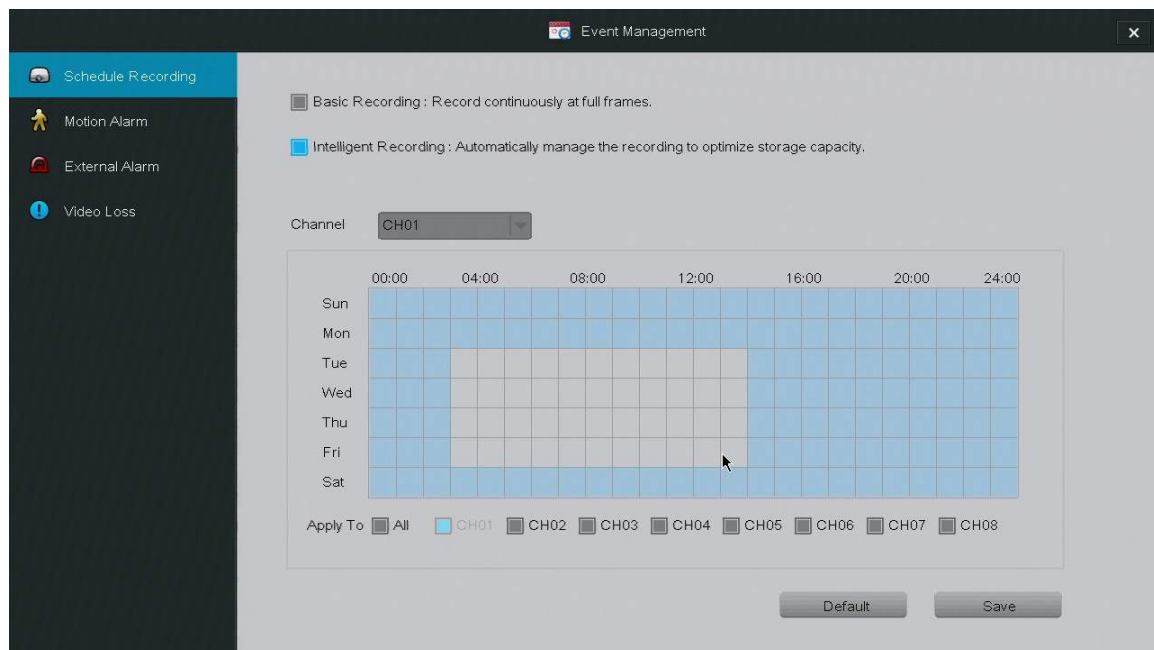 Event Management
Schedule Recording
Motion Alarm
External Alarm
Video Loss
Basic Recording : Record continuously at full frames.
Intelligent Recording : Automatically manage the recording to optimize storage capacity.
Channel CH01
00:00 04:00 08:00 12:00 16:00 20:00 24:00
Sun
Mon
Tue
Wed
Thu
Fri
Sat
Apply To All CH01 CH02 CH03 CH04 CH05 CH06 CH07 CH08
Default Save